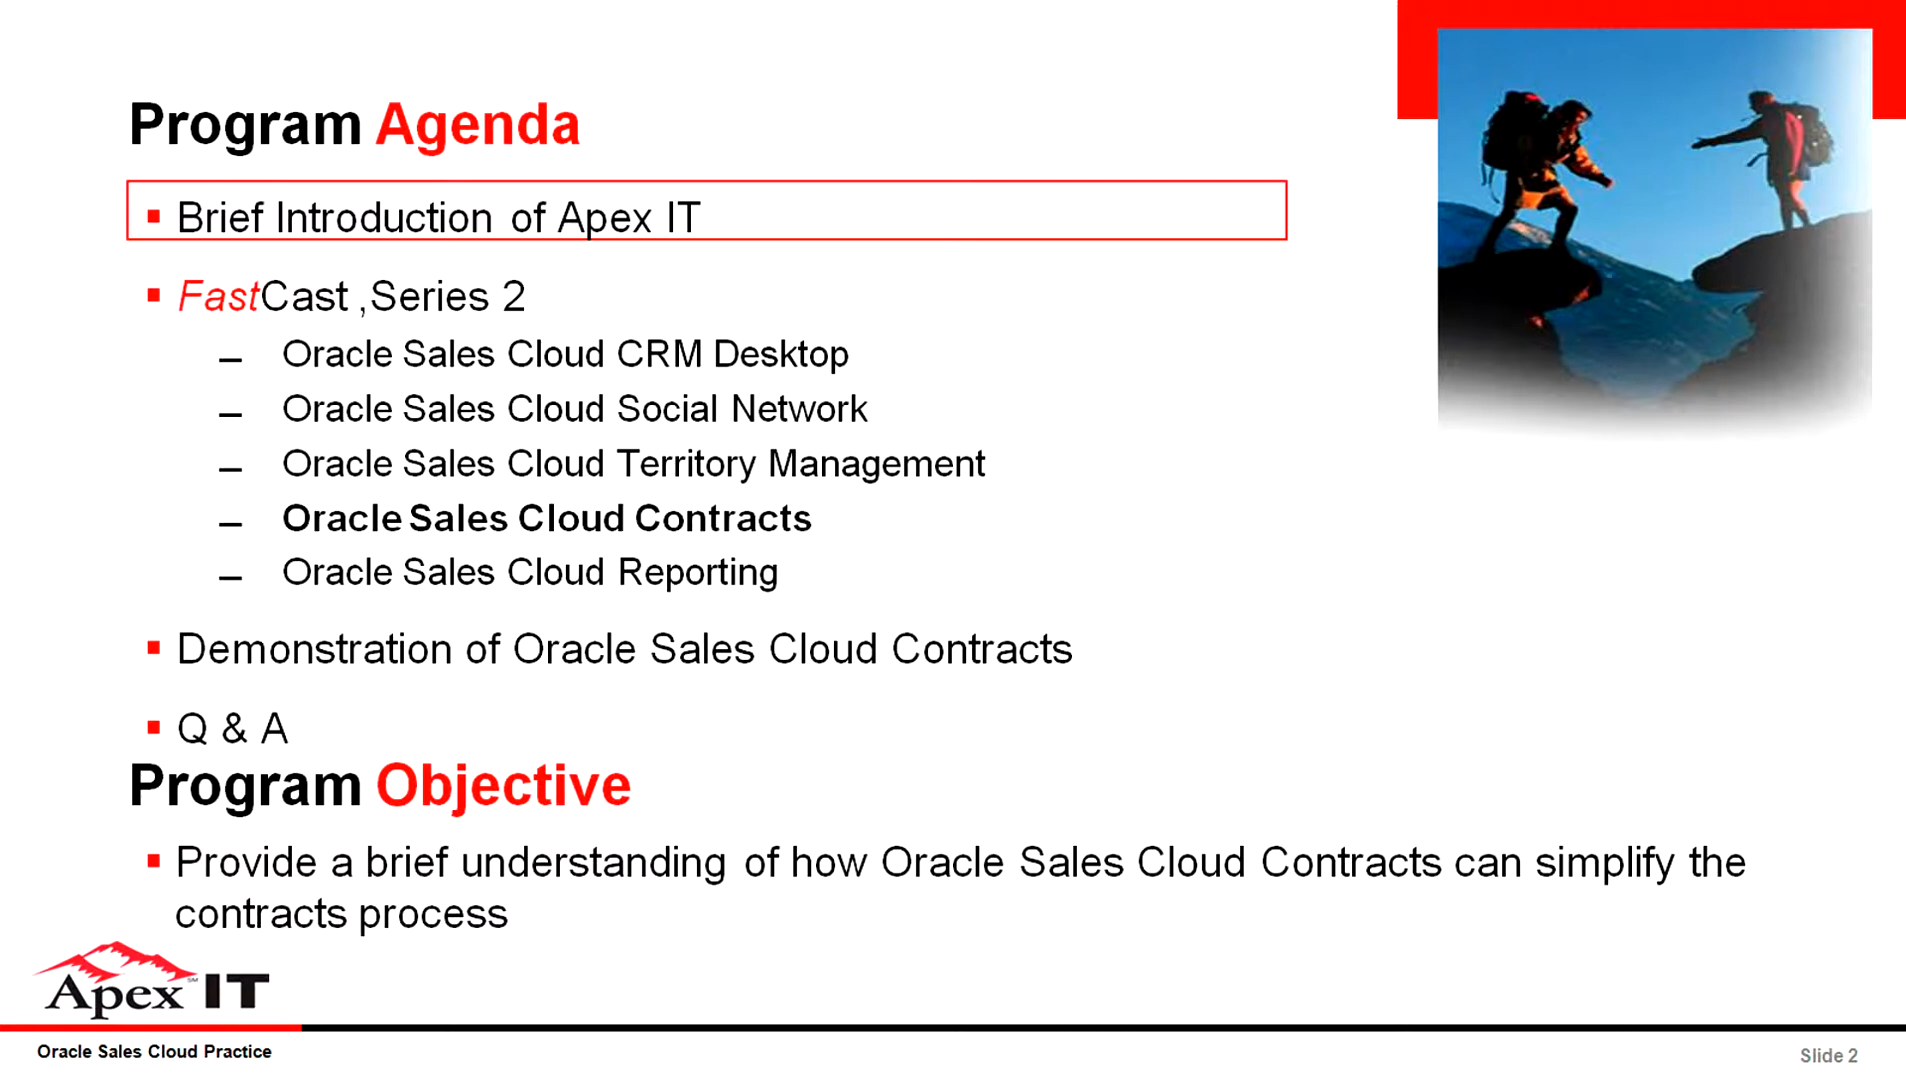 Program Agenda
▪ Brief Introduction of Apex IT
▪ FastCast ,Series 2
– Oracle Sales Cloud CRM Desktop
– Oracle Sales Cloud Social Network
– Oracle Sales Cloud Territory Management
– Oracle Sales Cloud Contracts
– Oracle Sales Cloud Reporting
▪ Demonstration of Oracle Sales Cloud Contracts
▪ Q & A
Program Objective
▪ Provide a brief understanding of how Oracle Sales Cloud Contracts can simplify the
contracts process
Apex℠ IT
Oracle Sales Cloud Practice
Slide 2